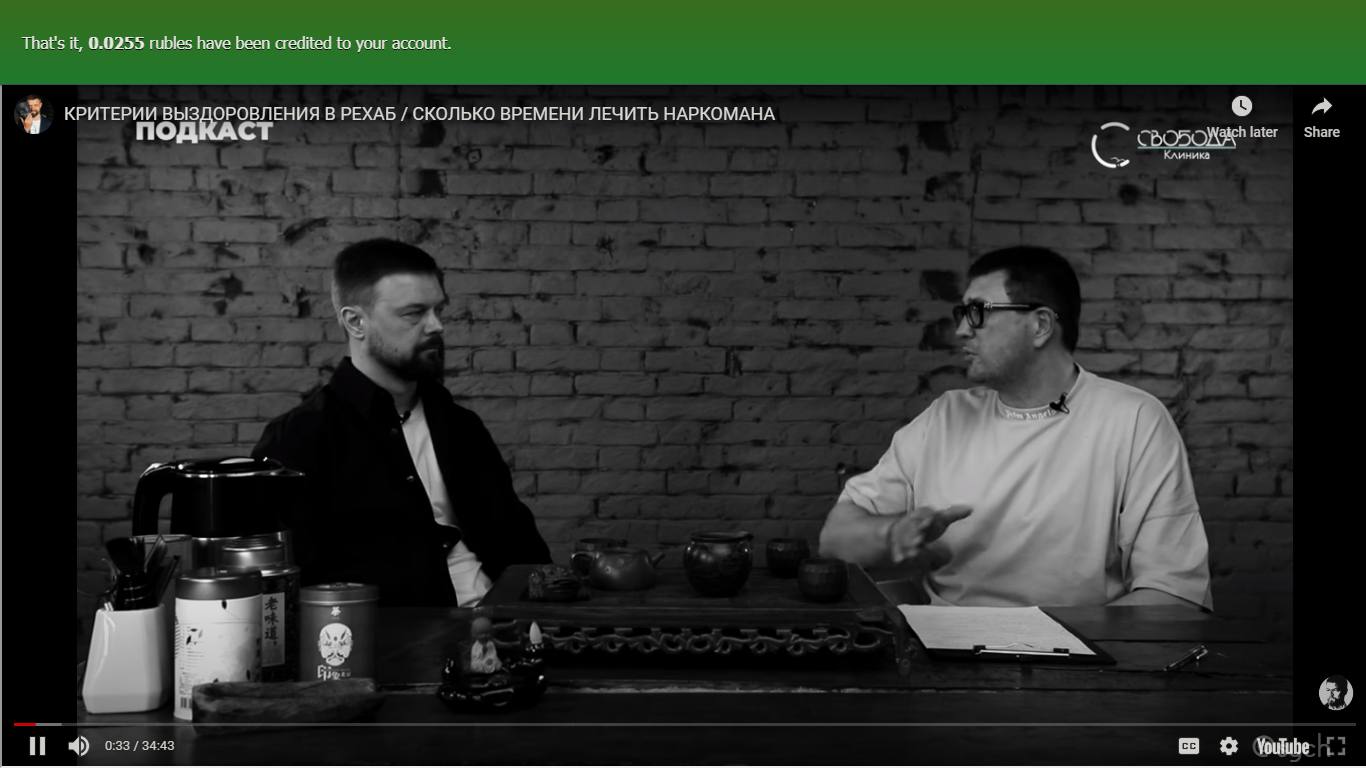 That's it, 0.0255 rubles have been credited to your account.
КРИТЕРИИ ВЫЗДОРОВЛЕНИЯ В РЕХАБ / СКОЛЬКО ВРЕМЕНИ ЛЕЧИТЬ НАРКОМАНА
ПОДКАСТ
Watch later
Share
СВОБОДА
Клиника
老味道
0:33 / 34:43
CC
YouTube